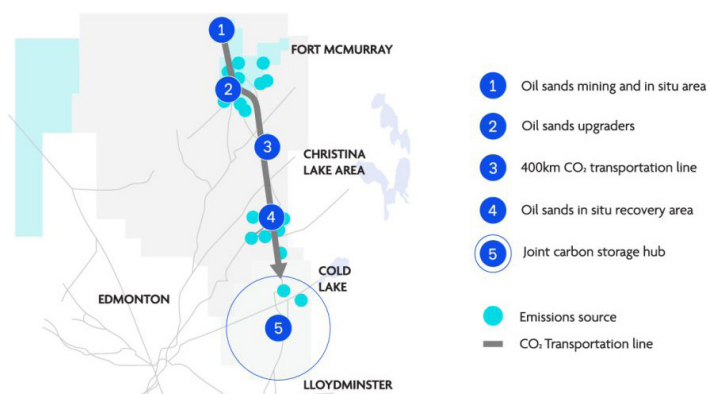 1
FORT MCMURRAY
2
3
CHRISTINA
LAKE AREA
4
COLD
LAKE
EDMONTON
5
LLOYDMINSTER
1 Oil sands mining and in situ area
2 Oil sands upgraders
3 400km CO₂ transportation line
4 Oil sands in situ recovery area
5 Joint carbon storage hub
Emissions source
CO₂ Transportation line